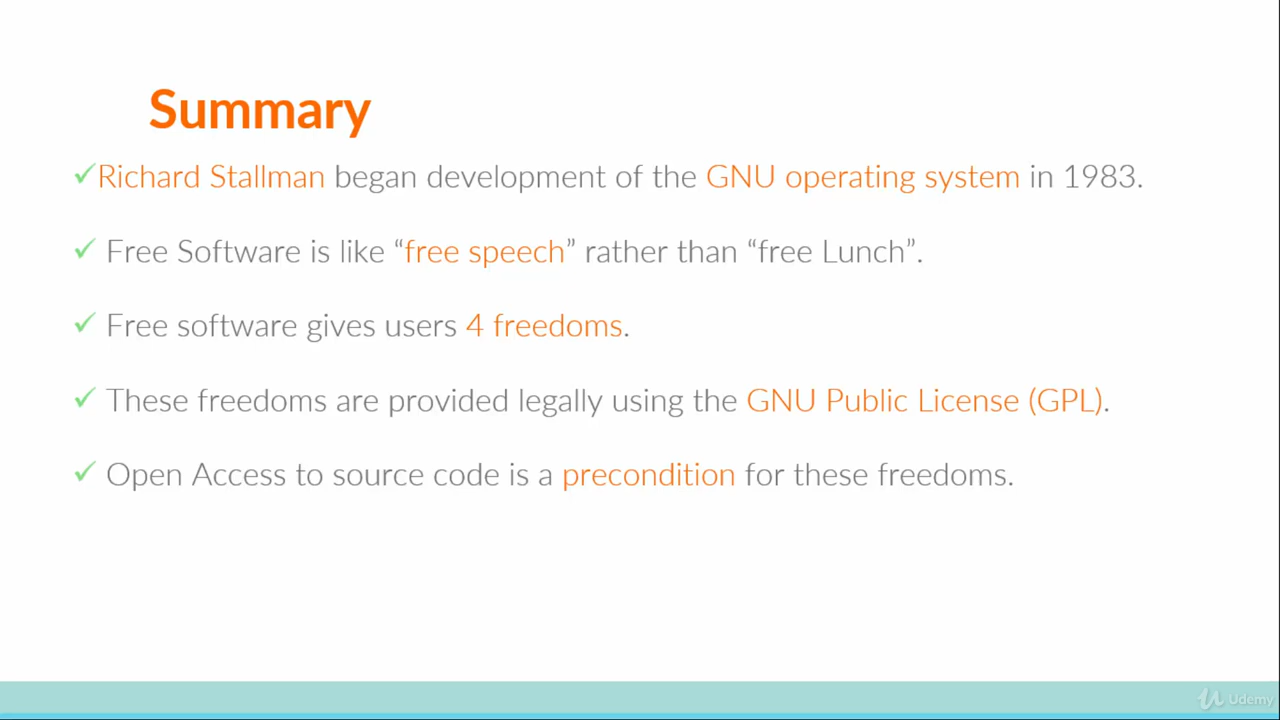 Summary
✓Richard Stallman began development of the GNU operating system in 1983.
✓ Free Software is like “free speech” rather than “free Lunch”.
✓ Free software gives users 4 freedoms.
✓ These freedoms are provided legally using the GNU Public License (GPL).
✓ Open Access to source code is a precondition for these freedoms.
Udemy